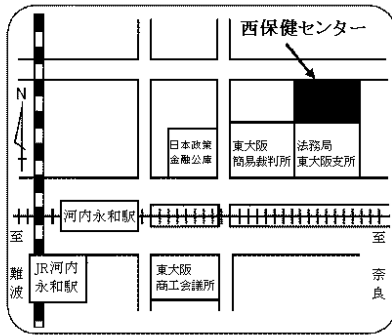 西保健センター
N
日本政策
金融公庫
東大阪
簡易裁判所
法務局
東大阪支所
河内永和駅
至
難
波
至
奈
良
JR河内
永和駅
東大阪
商工会議所